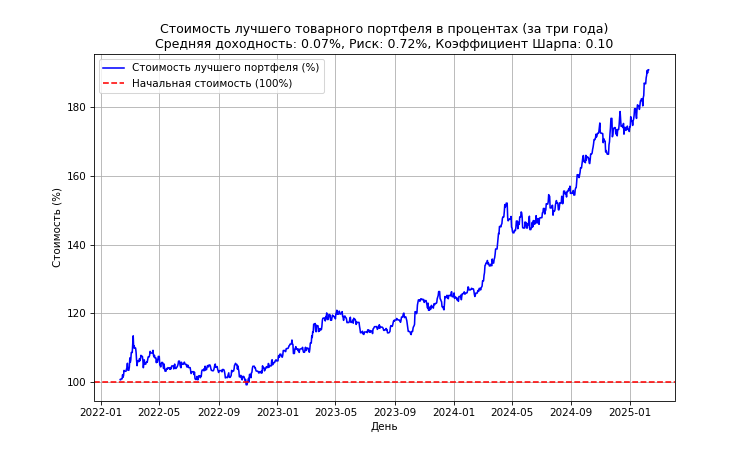 Стоимость лучшего товарного портфеля в процентах (за три года)
Средняя доходность: 0.07%, Риск: 0.72%, Коэффициент Шарпа: 0.10
Стоимость лучшего портфеля (%)
Начальная стоимость (100%)
Стоимость (%)
180
160
140
120
100
2022-01 2022-05 2022-09 2023-01 2023-05 2023-09 2024-01 2024-05 2024-09 2025-01
День